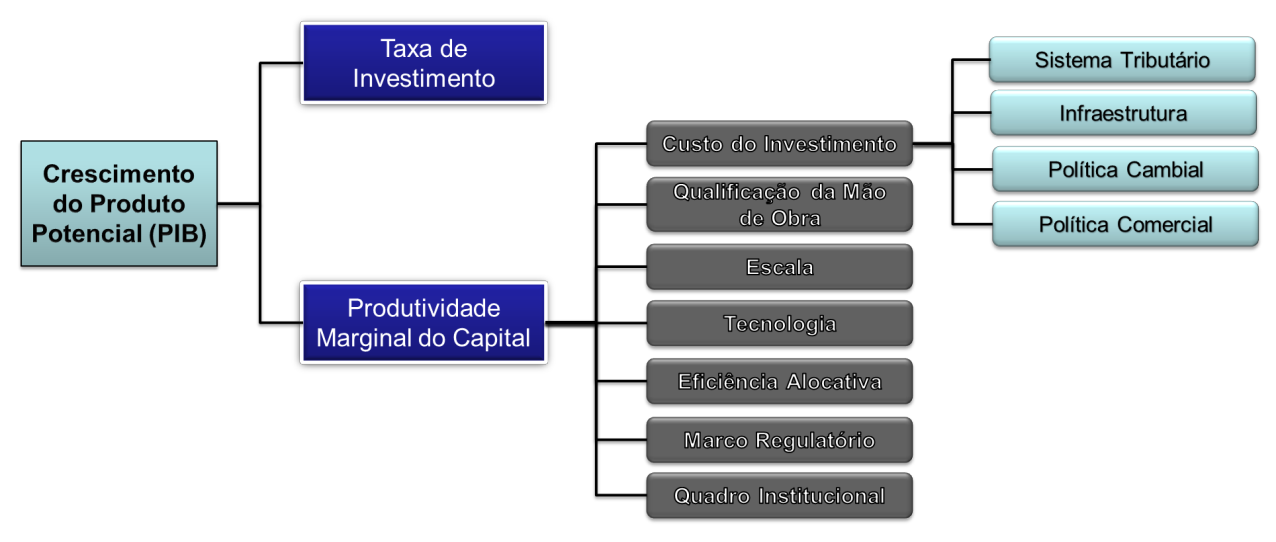 Crescimento
do Produto
Potencial (PIB)
Taxa de
Investimento
Produtividade
Marginal do Capital
Custo do Investimento
Qualificação da Mão
de Obra
Escala
Tecnologia
Eficiência Alocativa
Marco Regulatório
Quadro Institucional
Sistema Tributário
Infraestrutura
Política Cambial
Política Comercial